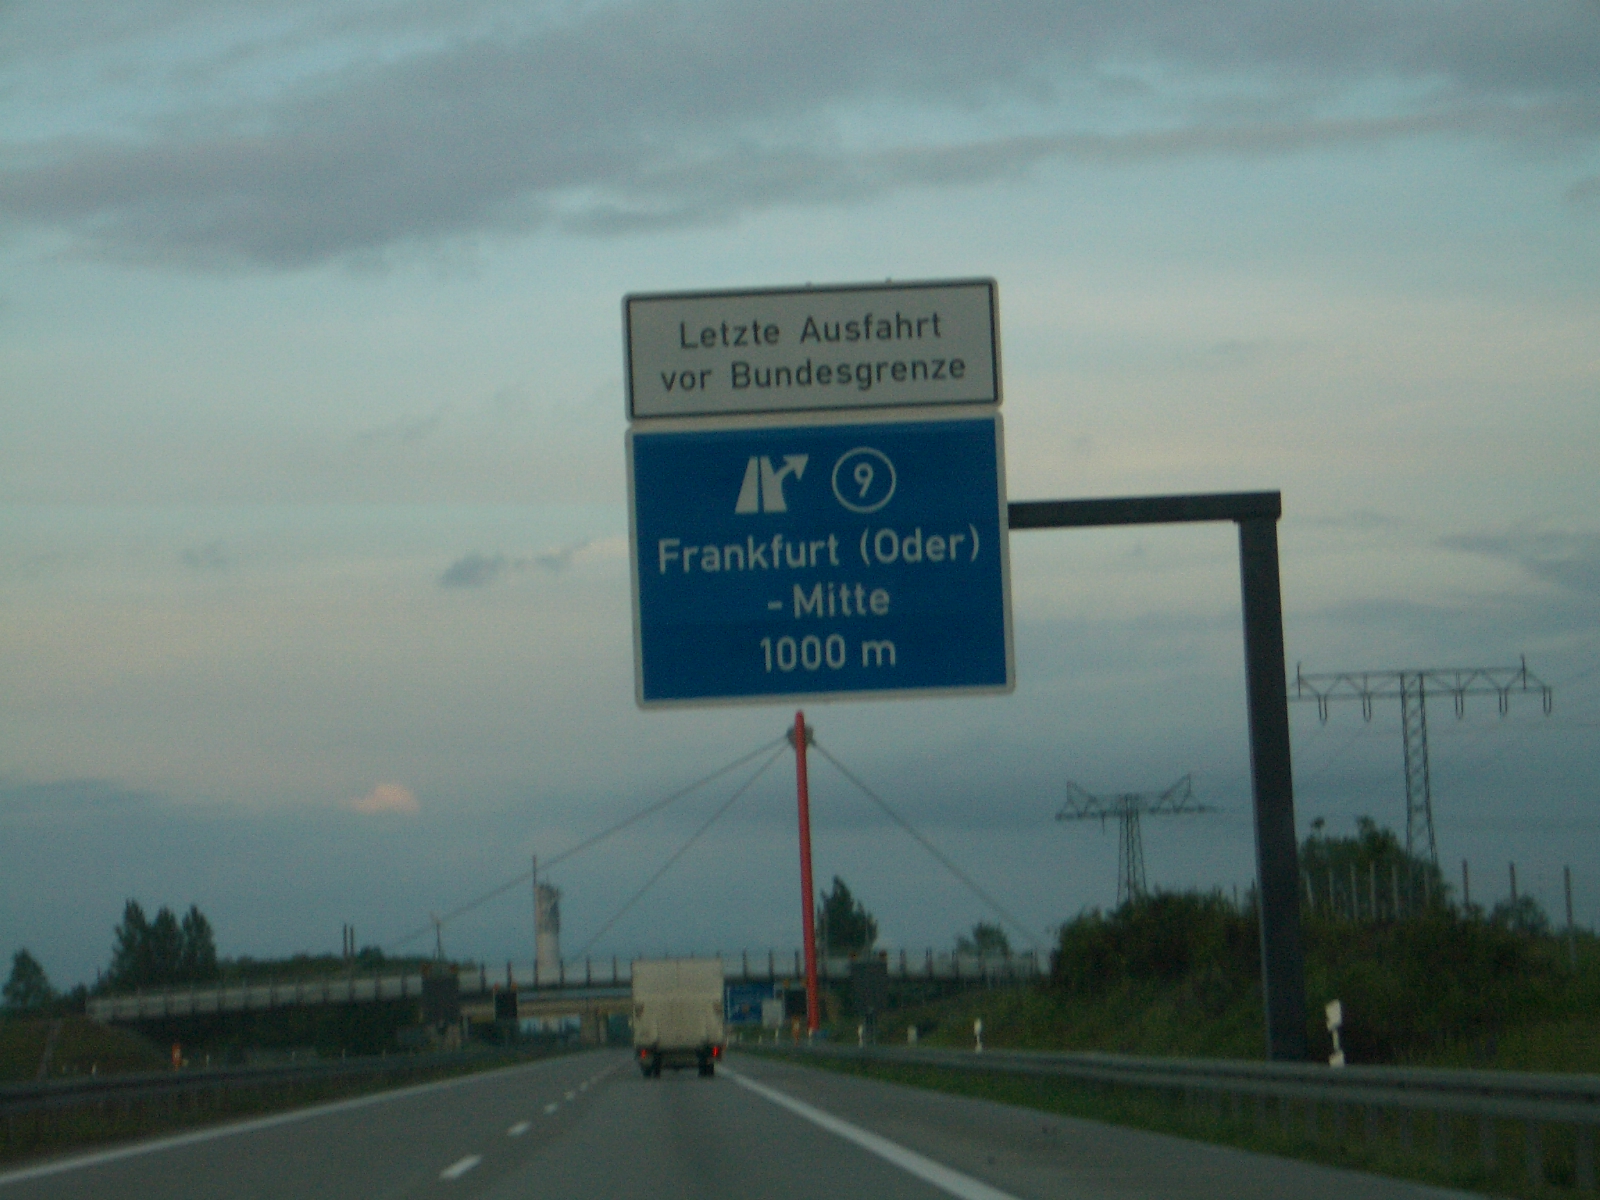 Letzte Ausfahrt
vor Bundesgrenze
9
Frankfurt (Oder)
- Mitte
1000 m